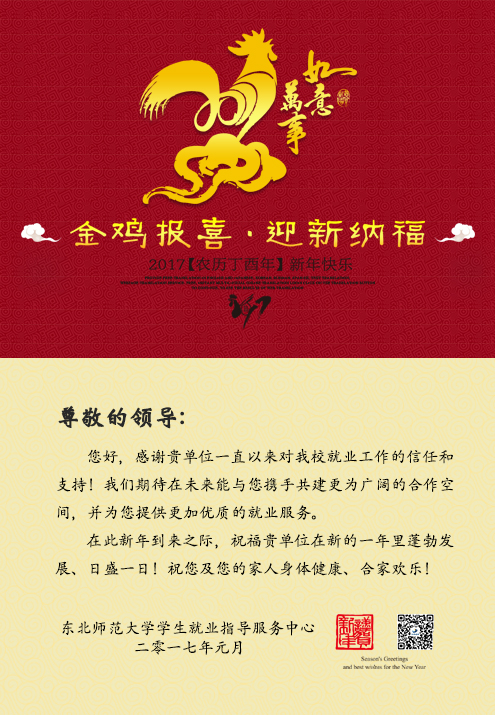 如意
萬事
金鸡报喜·迎新纳福
2017【农历丁酉年】新年快乐
尊敬的领导:
您好，感谢贵单位一直以来对我校就业工作的信任和
支持！我们期待在未来能与您携手共建更为广阔的合作空
间，并为您提供更加优质的就业服务。
在此新年到来之际，祝福贵单位在新的一年里蓬勃发
展、日盛一日！祝您及您的家人身体健康、合家欢乐！
东北师范大学学生就业指导服务中心
二零一七年元月
恭贺新年
Season's Greetings
and best wishes for the New Year